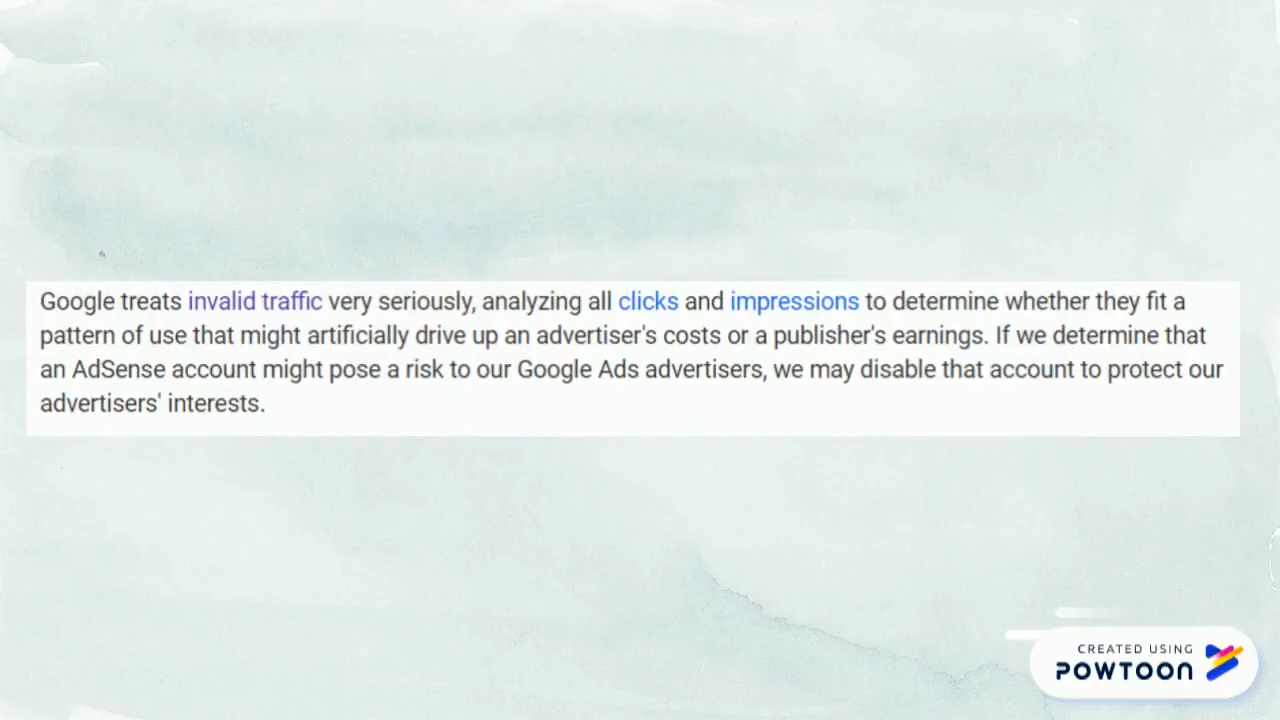 Google treats invalid traffic very seriously, analyzing all clicks and impressions to determine whether they fit a
pattern of use that might artificially drive up an advertiser's costs or a publisher's earnings. If we determine that
an AdSense account might pose a risk to our Google Ads advertisers, we may disable that account to protect our
advertisers' interests.
CREATED USING
POWTOON